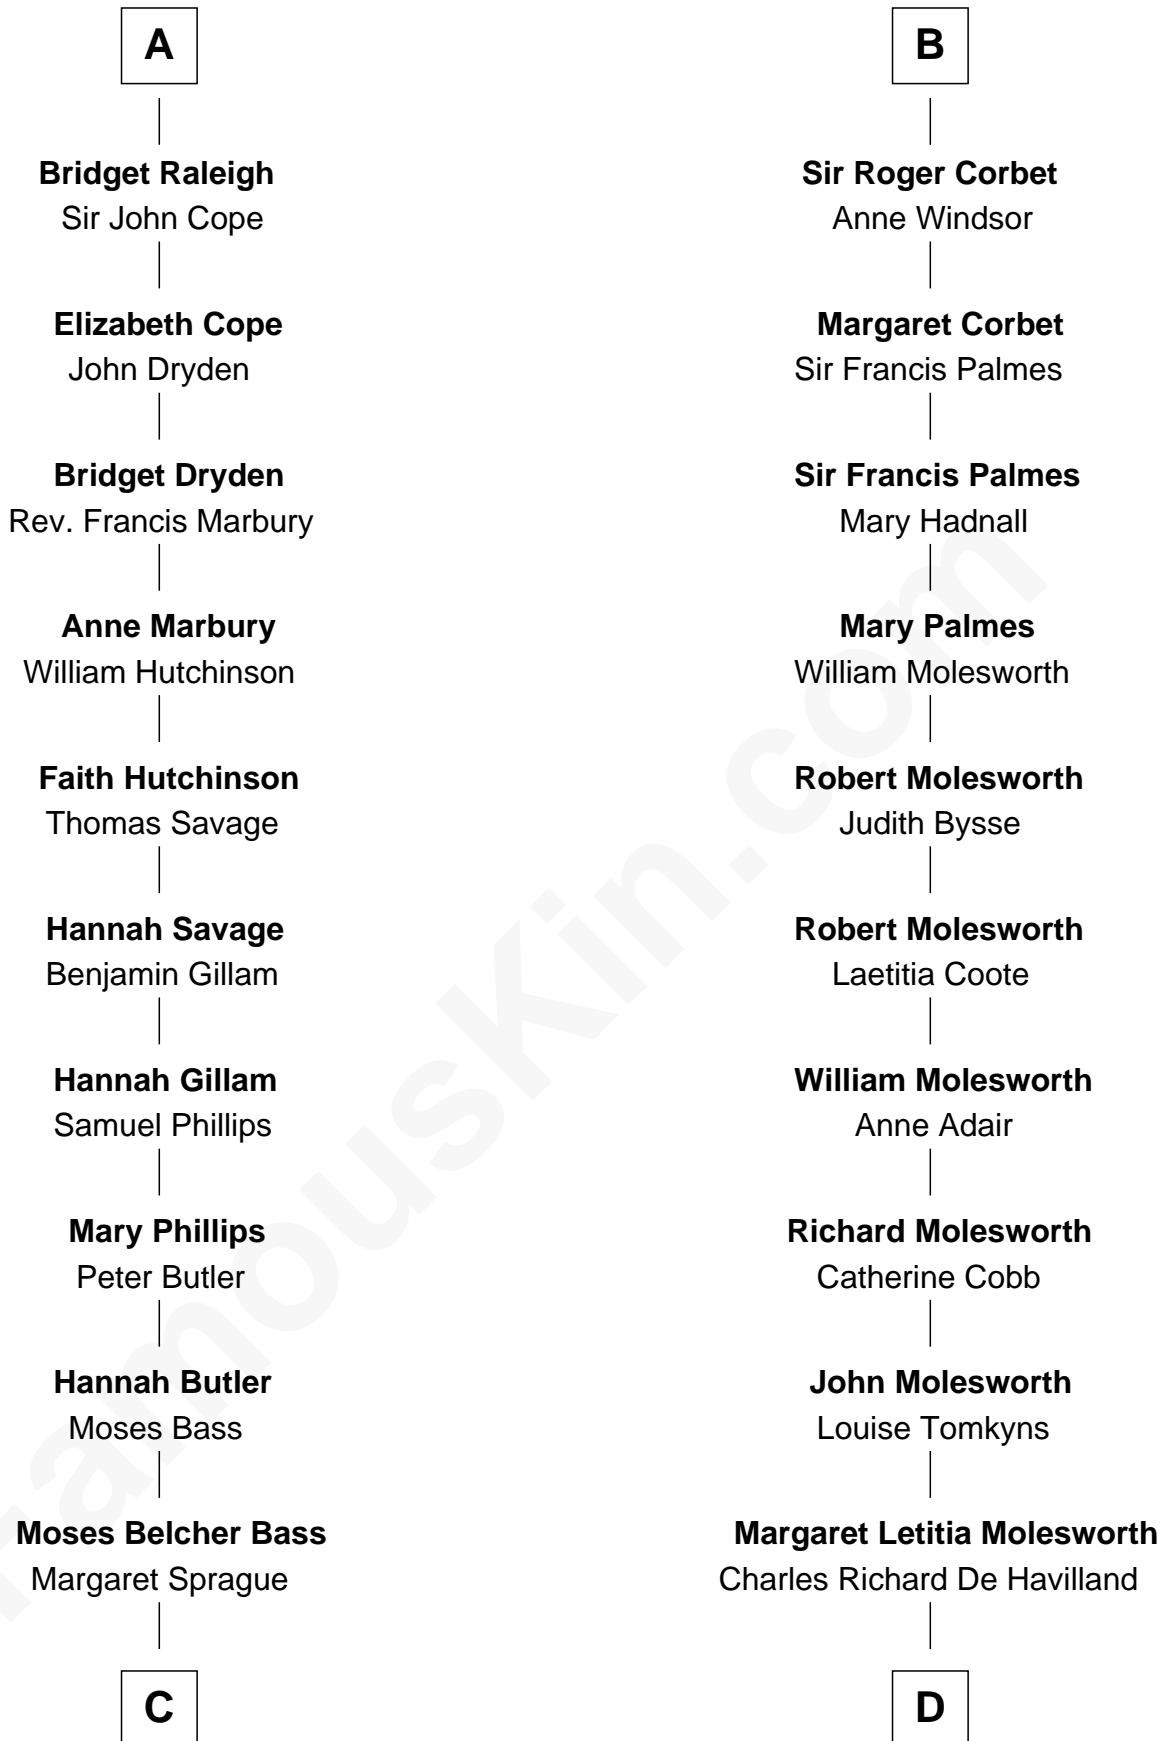 A
Bridget Raleigh
Sir John Cope
Elizabeth Cope
John Dryden
Bridget Dryden
Rev. Francis Marbury
Anne Marbury
William Hutchinson
Faith Hutchinson
Thomas Savage
Hannah Savage
Benjamin Gillam
Hannah Gillam
Samuel Phillips
Mary Phillips
Peter Butler
Hannah Butler
Moses Bass
Moses Belcher Bass
Margaret Sprague
C
B
Sir Roger Corbet
Anne Windsor
Margaret Corbet
Sir Francis Palmes
Sir Francis Palmes
Mary Hadnall
Mary Palmes
William Molesworth
Robert Molesworth
Judith Bysse
Robert Molesworth
Laetitia Coote
William Molesworth
Anne Adair
Richard Molesworth
Catherine Cobb
John Molesworth
Louise Tomkyns
Margaret Letitia Molesworth
Charles Richard De Havilland
D
FamousKin.com